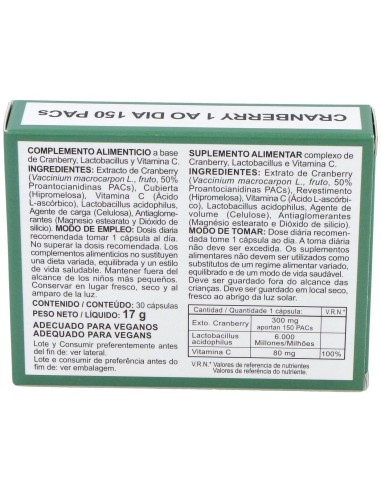 CRANBERRY 1 AO DIA 150 PACs
COMPLEMENTO ALIMENTICIO a base
de Cranberry, Lactobacillus y Vitamina C.
INGREDIENTES: Extracto de Cranberry
(Vaccinium macrocarpon L., fruto, 50%
Proantocianidinas PACs), Cubierta
(Hipromelosa), Vitamina C (Ácido
L-ascórbico), Lactobacillus acidophilus,
Agente de carga (Celulosa), Antiaglome-
rantes (Magnesio estearato y Dióxido de
silicio). MODO DE EMPLEO: Dosis diaria
recomendada tomar 1 cápsula al día.
No superar la dosis recomendada. Los
complementos alimenticios no sustituyen
una dieta variada, equilibrada y un estilo
de vida saludable. Mantener fuera del
alcance de los niños más pequeños.
Conservar en lugar fresco, seco y al
amparo de la luz.
CONTENIDO / CONTEÚDO: 30 cápsulas
PESO NETO / LÍQUIDO: 17 g
ADECUADO PARA VEGANOS
ADEQUADO PARA VEGANOS
Lote y Consumir preferentemente antes
del fin de: ver lateral.
Lote e consumir de preferência antes do
fim de: ver embalagem.
SUPLEMENTO ALIMENTAR complexo de
Cranberry, Lactobacillus e Vitamina C.
INGREDIENTES: Extrato de Cranberry
(Vaccinium macrocarpon L., fruto, 50%
Proantocianidinas PACs), Revestimento
(Hipromelosa), Vitamina C (Ácido L-ascórbi-
co), Lactobacillus acidophilus, Agente de
volume (Celulose), Antiaglomerantes
(Magnésio estearato e Dióxido de silício).
MODO DE TOMAR: Dose diária recomen-
dada tome 1 cápsula ao dia. A toma diária
não deve ser excedida. Os suplementos
alimentares não devem ser utilizados como
substitutos de um regime alimentar variado,
equilibrado e de um modo de vida saudável.
Deve ser guardado fora do alcance das
crianças. Deve ser guardado em local seco,
fresco ao abrigo da luz solar.
Cantidad / Quantidade 1 cápsula: V.R.N.*
Exto. Cranberry 300 mg
aportan 150 PACs
Lactobacillus acidophilus 6.000 Millones/Milhões
Vitamina C 80 mg 100%
V.R.N.* Valores de referencia de nutrientes.
Valores de referência do nutrientes.